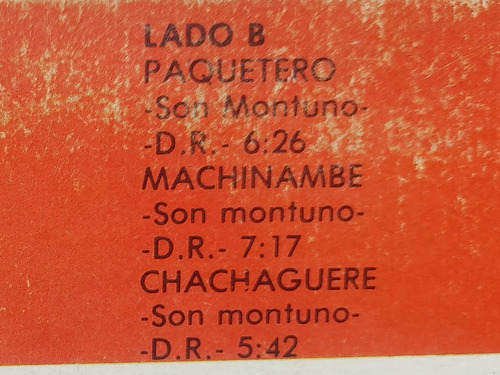 LADO B
PAQUETERO
-Son Montuno-
-D.R.- 6:26
MACHINAMBE
-Son montuno-
-D.R.- 7:17
CHACHAGUERE
-Son montuno-
-D.R.- 5:42